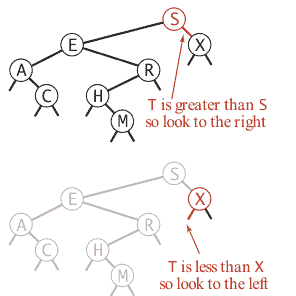 S
E
X
A
R
C
H
M
T is greater than S
so look to the right
S
E
X
A
R
C
H
M
T is less than X
so look to the left